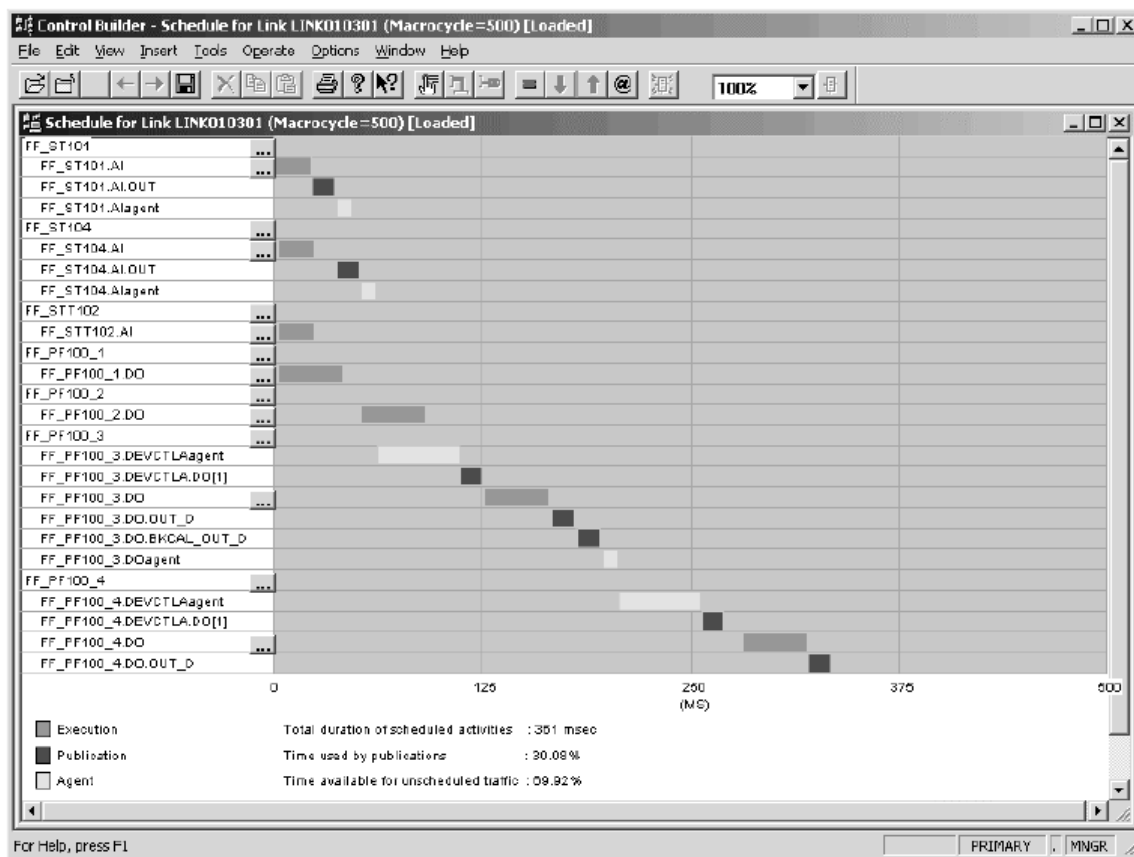 Control Builder - Schedule for Link LINK010301 (Macrocycle=500) [Loaded]
File Edit View Insert Tools Operate Options Window Help
100%
Schedule for Link LINK010301 (Macrocycle=500) [Loaded]
FF_ST101 ...
FF_ST101.AI ...
FF_ST101.AI.OUT
FF_ST101.AIagent
FF_ST104 ...
FF_ST104.AI ...
FF_ST104.AI.OUT
FF_ST104.AIagent
FF_STT102 ...
FF_STT102.AI ...
FF_PF100_1 ...
FF_PF100_1.DO ...
FF_PF100_2 ...
FF_PF100_2.DO ...
FF_PF100_3 ...
FF_PF100_3.DEVCTLAagent
FF_PF100_3.DEVCTLA.DO[1]
FF_PF100_3.DO ...
FF_PF100_3.DO.OUT_D
FF_PF100_3.DO.BKCAL_OUT_D
FF_PF100_3.DOagent
FF_PF100_4 ...
FF_PF100_4.DEVCTLAagent
FF_PF100_4.DEVCTLA.DO[1]
FF_PF100_4.DO ...
FF_PF100_4.DO.OUT_D
0 125 250 375 500
(MS)
Execution Total duration of scheduled activities : 351 msec
Publication Time used by publications : 30.08%
Agent Time available for unscheduled traffic : 69.92%
For Help, press F1 PRIMARY . MNGR